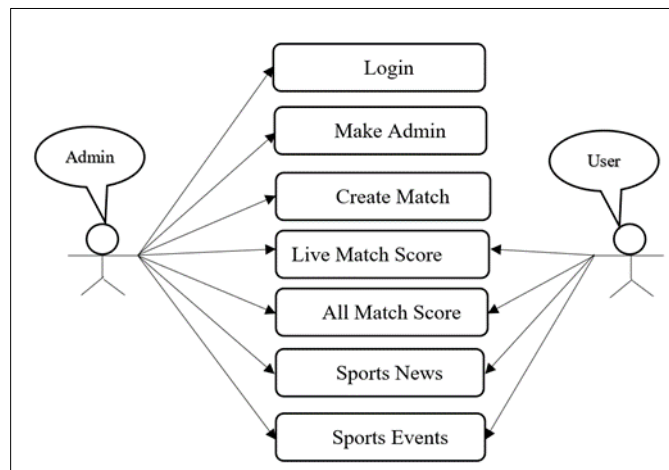 Login
Make Admin
Admin
User
Create Match
Live Match Score
All Match Score
Sports News
Sports Events